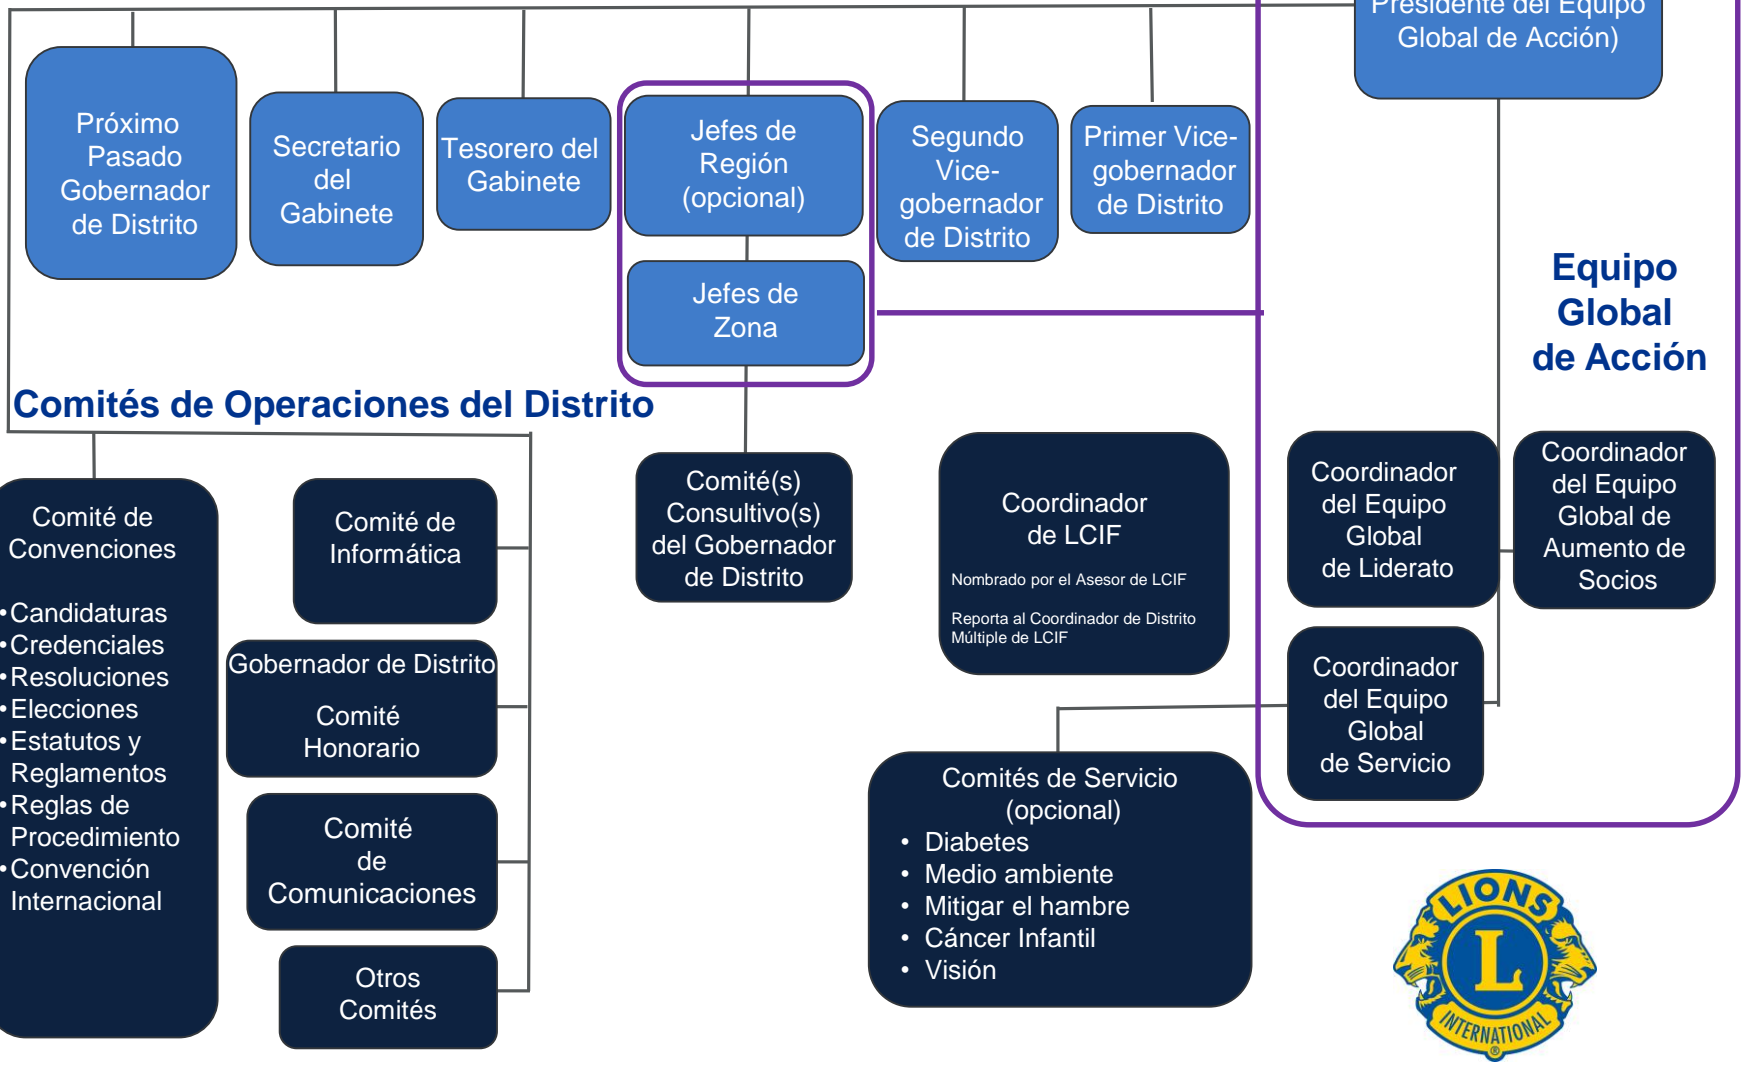 Presidente del Equipo
Global de Acción)
Próximo
Pasado
Gobernador
de Distrito
Secretario
del
Gabinete
Tesorero del
Gabinete
Jefes de
Región
(opcional)
Segundo
Vice-
gobernador
de Distrito
Primer Vice-
gobernador
de Distrito
Jefes de
Zona
Equipo
Global
de Acción
Comités de Operaciones del Distrito
Comité de
Convenciones
•Candidaturas
•Credenciales
•Resoluciones
•Elecciones
•Estatutos y
Reglamentos
•Reglas de
Procedimiento
•Convención
Internacional
Comité de
Informática
Gobernador de Distrito
Comité
Honorario
Comité
de
Comunicaciones
Otros
Comités
Comité(s)
Consultivo(s)
del Gobernador
de Distrito
Coordinador
de LCIF
Nombrado por el Asesor de LCIF
Reporta al Coordinador de Distrito
Múltiple de LCIF
Coordinador
del Equipo
Global
de Liderato
Coordinador
del Equipo
Global de
Aumento de
Socios
Coordinador
del Equipo
Global
de Servicio
Comités de Servicio
(opcional)
• Diabetes
• Medio ambiente
• Mitigar el hambre
• Cáncer Infantil
• Visión
LIONS
L
INTERNATIONAL
®